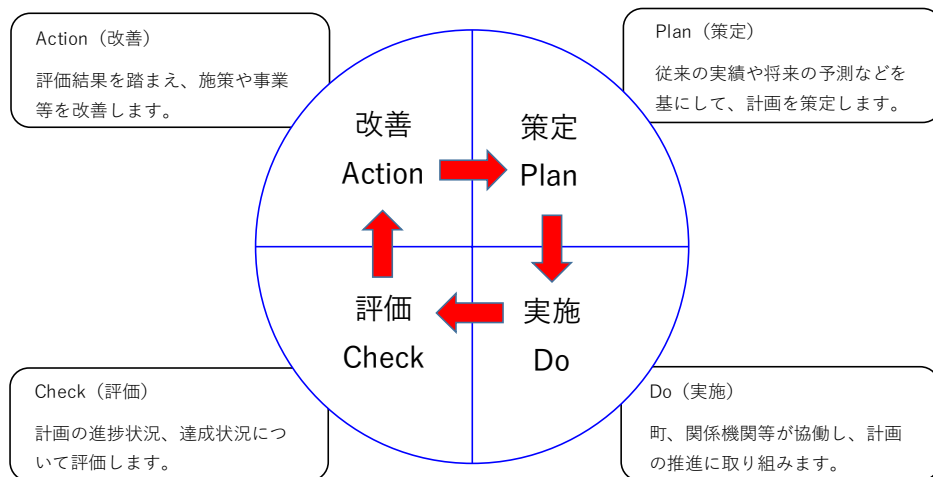 Action（改善）
評価結果を踏まえ、施策や事業
等を改善します。
Plan（策定）
従来の実績や将来の予測などを
基にして、計画を策定します。
改善
Action
策定
Plan
評価
Check
実施
Do
Check（評価）
計画の進捗状況、達成状況につ
いて評価します。
Do（実施）
町、関係機関等が協働し、計画
の推進に取り組みます。